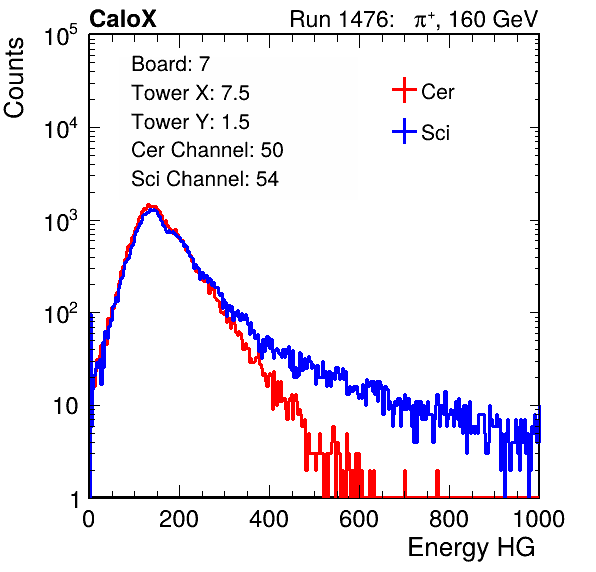 CaloX Run 1476: π⁺, 160 GeV
Counts
10⁵
10⁴
10³
10²
10
1
Board: 7
Tower X: 7.5
Tower Y: 1.5
Cer Channel: 50
Sci Channel: 54
Cer
Sci
0 200 400 600 800 1000
Energy HG